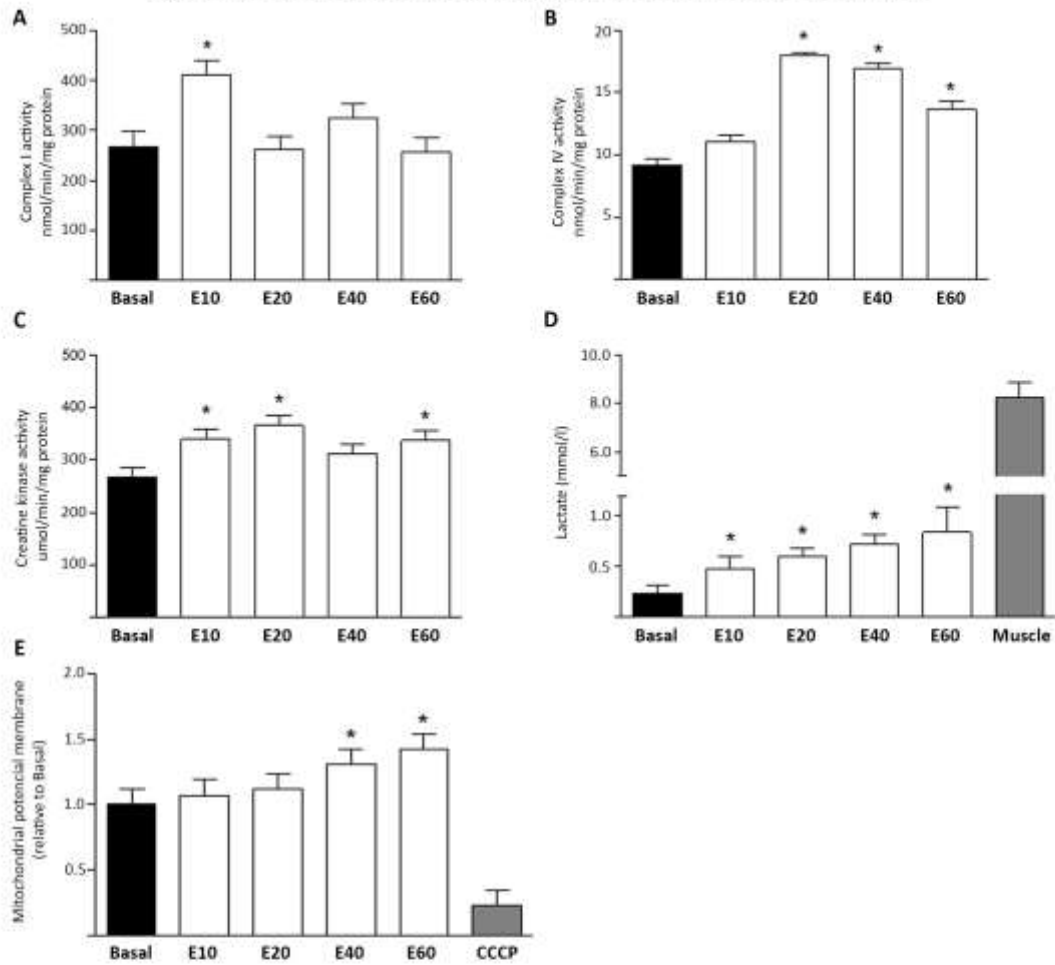 A
Complex I activity
nmol/min/mg protein
500
400
300
200
100
*
Basal E10 E20 E40 E60
B
Complex IV activity
nmol/min/mg protein
20
15
10
5
* * *
Basal E10 E20 E40 E60
C
Creatine kinase activity
umol/min/mg protein
500
400
300
200
100
* * *
Basal E10 E20 E40 E60
D
Lactate (mmol/l)
10.0
8.0
6.0
1.0
0.5
* * * *
Basal E10 E20 E40 E60 Muscle
E
Mitochondrial potencial membrane
(relative to Basal)
2.0
1.5
1.0
0.5
* *
Basal E10 E20 E40 E60 CCCP